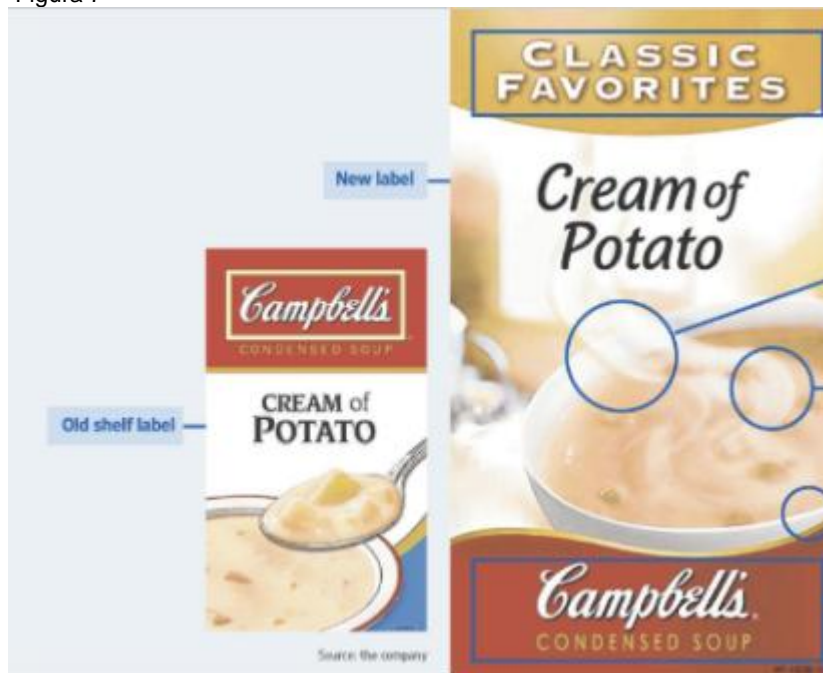 Figura
New label
Old shelf label
Campbell's
CONDENSED SOUP
CREAM of
POTATO
Source: the company
CLASSIC
FAVORITES
Cream of
Potato
Campbell's.
CONDENSED SOUP